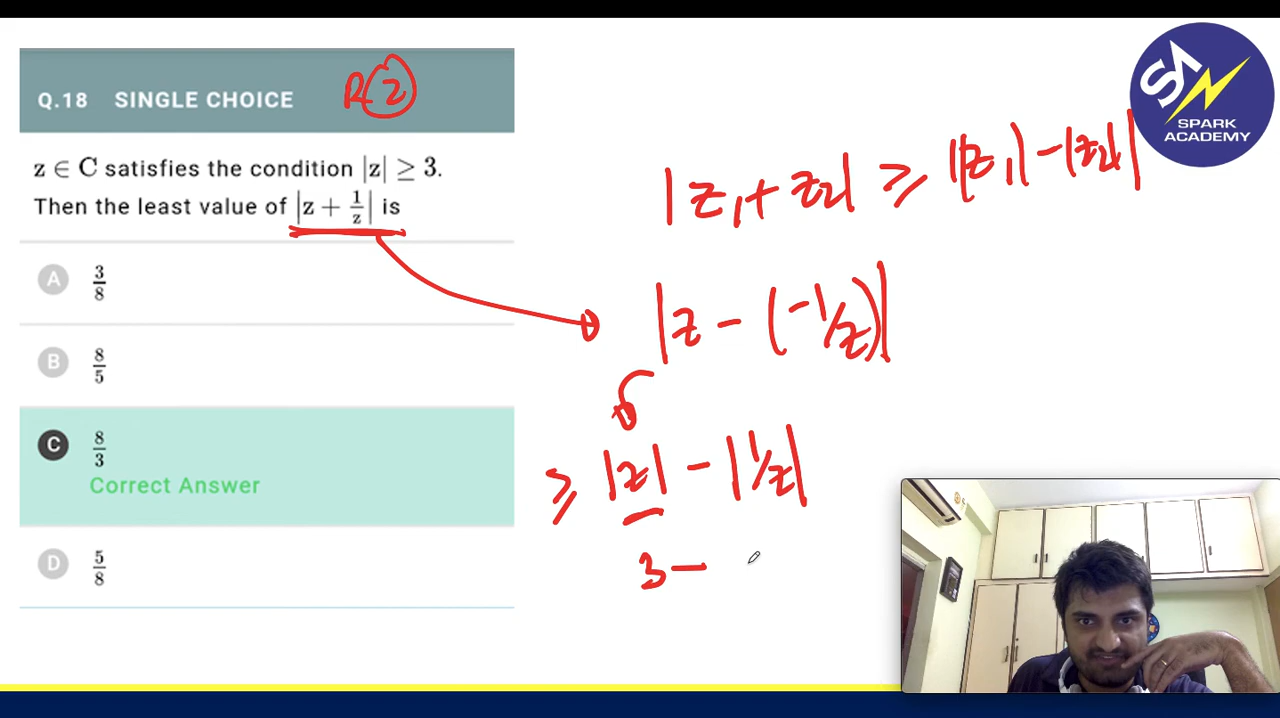 Q.18 SINGLE CHOICE
R(2)
z ∈ C satisfies the condition |z| ≥ 3.
Then the least value of |z + 1/z| is
A 3/8
B 8/5
C 8/3
Correct Answer
D 5/8
|z₁ + z₂| ≥ ||z₁| - |z₂||
|z - (-1/z)|
≥ |z| - |1/z|
3 -
SPARK
ACADEMY